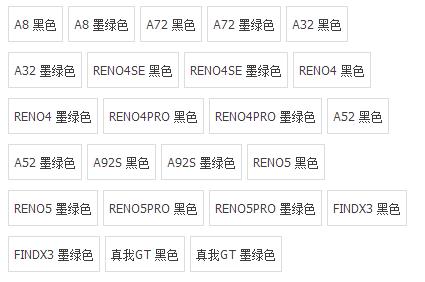 A8 黑色 A8 墨绿色 A72 黑色 A72 墨绿色 A32 黑色
A32 墨绿色 RENO4SE 黑色 RENO4SE 墨绿色 RENO4 黑色
RENO4 墨绿色 RENO4PRO 黑色 RENO4PRO 墨绿色 A52 黑色
A52 墨绿色 A92S 黑色 A92S 墨绿色 RENO5 黑色
RENO5 墨绿色 RENO5PRO 黑色 RENO5PRO 墨绿色 FINDX3 黑色
FINDX3 墨绿色 真我GT 黑色 真我GT 墨绿色